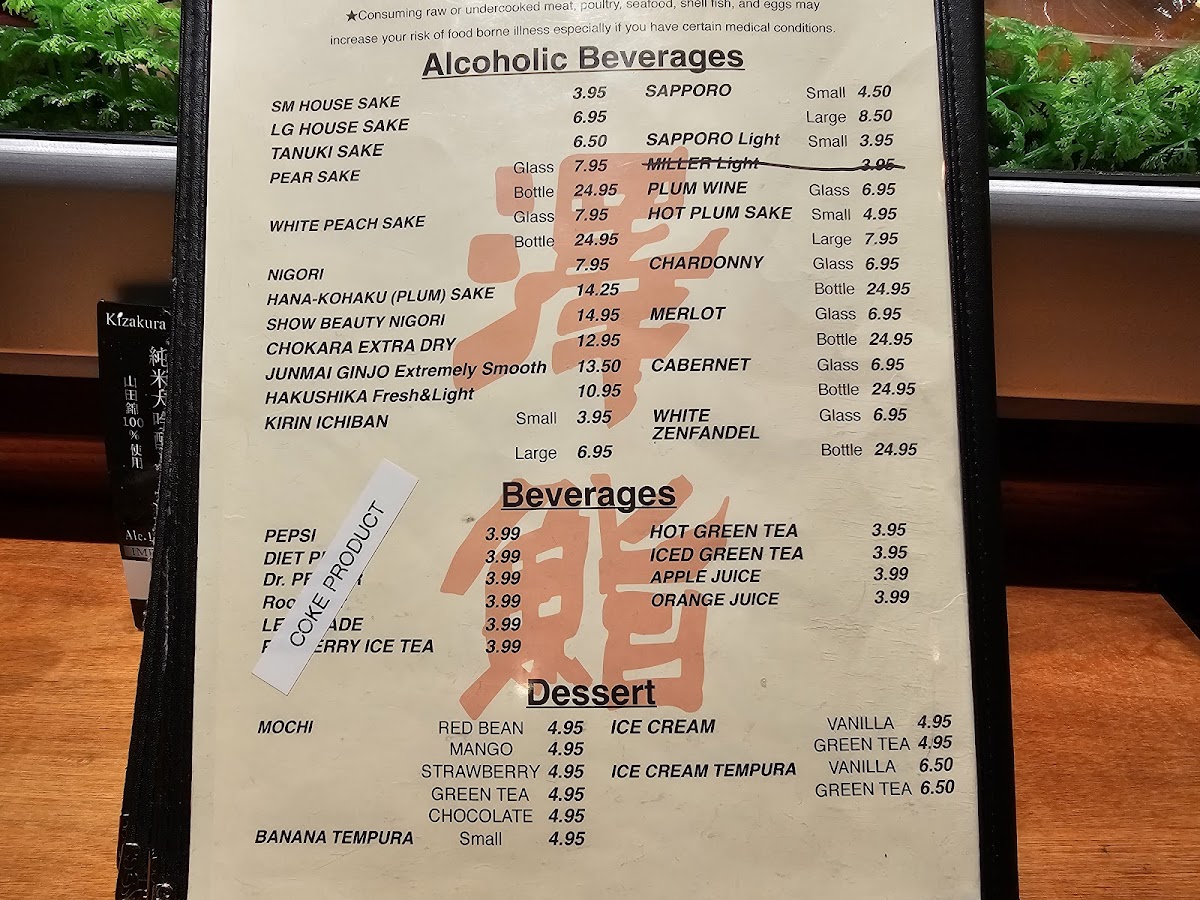 ★Consuming raw or undercooked meat, poultry, seafood, shell fish, and eggs may
increase your risk of food borne illness especially if you have certain medical conditions.
Alcoholic Beverages
SM HOUSE SAKE 3.95
LG HOUSE SAKE 6.95
TANUKI SAKE 6.50
PEAR SAKE Glass 7.95
Bottle 24.95
WHITE PEACH SAKE Glass 7.95
Bottle 24.95
NIGORI 7.95
HANA-KOHAKU (PLUM) SAKE 14.25
SHOW BEAUTY NIGORI 14.95
CHOKARA EXTRA DRY 12.95
JUNMAI GINJO Extremely Smooth 13.50
HAKUSHIKA Fresh&Light 10.95
KIRIN ICHIBAN Small 3.95
Large 6.95
SAPPORO Small 4.50
Large 8.50
SAPPORO Light Small 3.95
MILLER Light 3.95
PLUM WINE Glass 6.95
HOT PLUM SAKE Small 4.95
Large 7.95
CHARDONNY Glass 6.95
Bottle 24.95
MERLOT Glass 6.95
Bottle 24.95
CABERNET Glass 6.95
Bottle 24.95
WHITE Glass 6.95
ZENFANDEL
Bottle 24.95
Beverages
PEPSI 3.99
DIET 3.99
Dr. 3.99
3.99
3.99
ICE TEA 3.99
COKE PRODUCT
HOT GREEN TEA 3.95
ICED GREEN TEA 3.95
APPLE JUICE 3.99
ORANGE JUICE 3.99
Dessert
MOCHI RED BEAN 4.95
MANGO 4.95
STRAWBERRY 4.95
GREEN TEA 4.95
CHOCOLATE 4.95
BANANA TEMPURA Small 4.95
ICE CREAM VANILLA 4.95
GREEN TEA 4.95
ICE CREAM TEMPURA VANILLA 6.50
GREEN TEA 6.50
Kizakura
純米大吟醸
山田錦
100
%使用